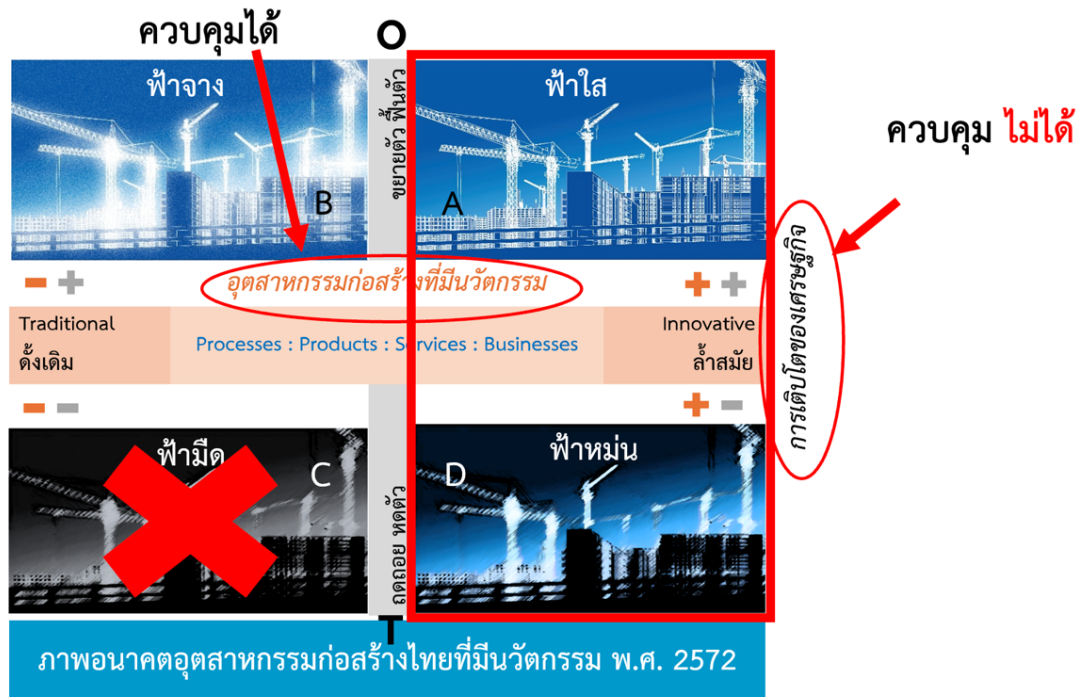 ควบคุมได้
O
ฟ้าจาง
ฟ้าใส
ขยายตัว ฟื้นตัว
ควบคุม ไม่ได้
B
A
อุตสาหกรรมก่อสร้างที่มีนวัตกรรม
Traditional
ดั้งเดิม
Processes : Products : Services : Businesses
Innovative
ล้ำสมัย
การเติบโตของเศรษฐกิจ
ฟ้ามืด
ฟ้าหม่น
C
D
ถดถอย หดตัว
T
ภาพอนาคตอุตสาหกรรมก่อสร้างไทยที่มีนวัตกรรม พ.ศ. 2572